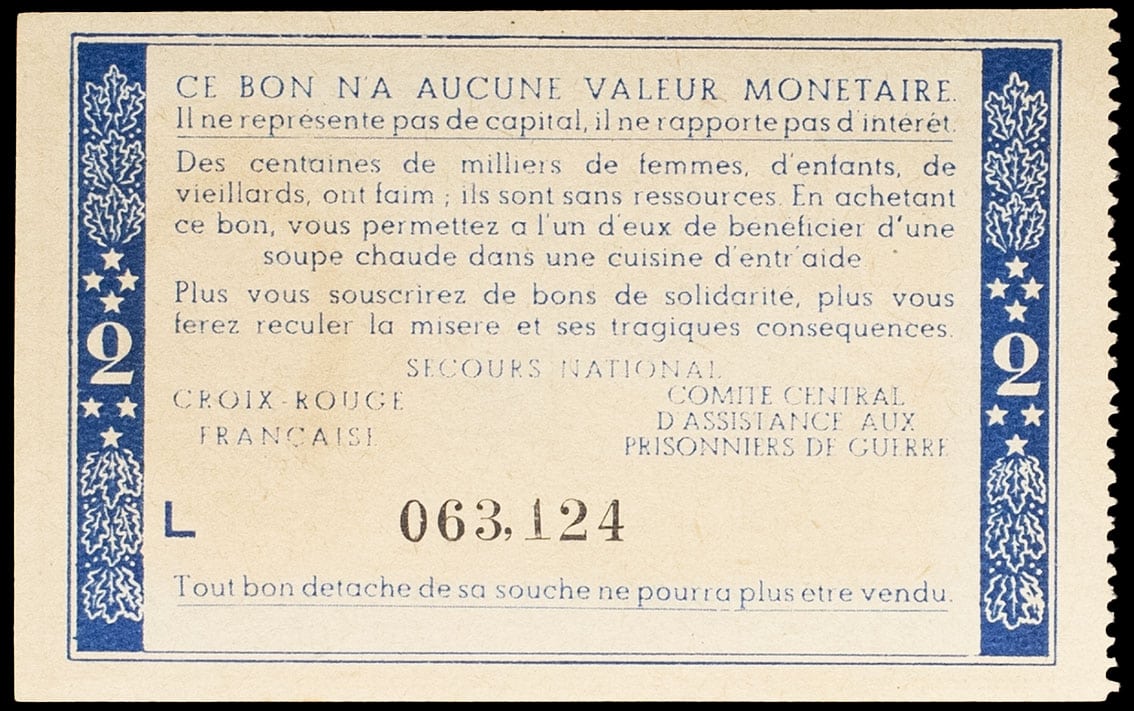 CE BON N'A AUCUNE VALEUR MONETAIRE.
Il ne représente pas de capital, il ne rapporte pas d'intérêt.
Des centaines de milliers de femmes, d'enfants, de
vieillards, ont faim ; ils sont sans ressources. En achetant
ce bon, vous permettez a l'un d'eux de bénéficier d'une
soupe chaude dans une cuisine d'entr'aide
Plus vous souscrirez de bons de solidarité, plus vous
ferez reculer la misere et ses tragiques conséquences.
2
2
SECOURS NATIONAL
CROIX-ROUGE
FRANÇAISE
COMITE CENTRAL
D'ASSISTANCE AUX
PRISONNIERS DE GUERRE
L 063,124
Tout bon detache de sa souche ne pourra plus etre vendu.